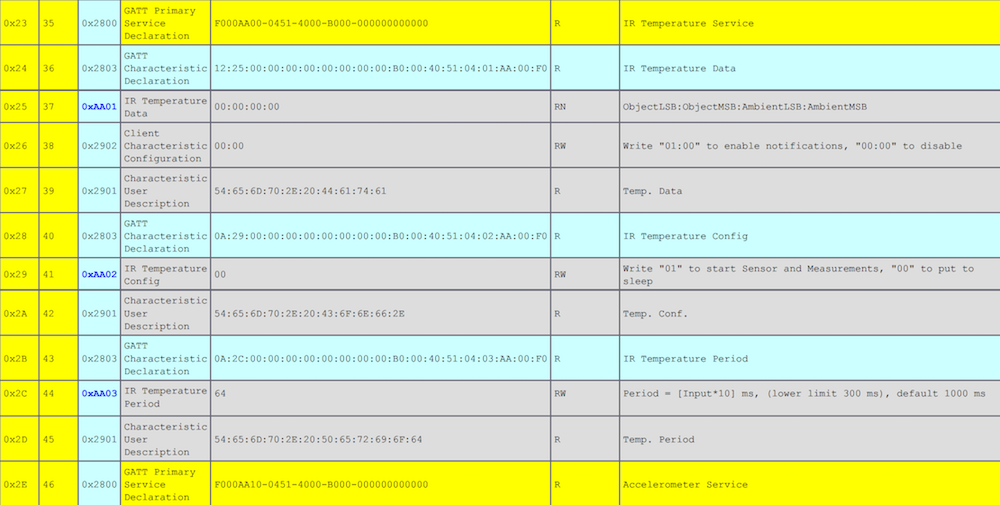 0x23 35 0x2800 GATT Primary Service Declaration F000AA00-0451-4000-B000-000000000000 R IR Temperature Service
0x24 36 0x2803 GATT Characteristic Declaration 12:25:00:00:00:00:00:00:00:00:B0:00:40:51:04:01:AA:00:F0 R IR Temperature Data
0x25 37 0xAA01 IR Temperature Data 00:00:00:00 RN ObjectLSB:ObjectMSB:AmbientLSB:AmbientMSB
0x26 38 0x2902 Client Characteristic Configuration 00:00 RW Write "01:00" to enable notifications, "00:00" to disable
0x27 39 0x2901 Characteristic User Description 54:65:6D:70:2E:20:44:61:74:61 R Temp. Data
0x28 40 0x2803 GATT Characteristic Declaration 0A:29:00:00:00:00:00:00:00:00:B0:00:40:51:04:02:AA:00:F0 R IR Temperature Config
0x29 41 0xAA02 IR Temperature Config 00 RW Write "01" to start Sensor and Measurements, "00" to put to sleep
0x2A 42 0x2901 Characteristic User Description 54:65:6D:70:2E:20:43:6F:6E:66:2E R Temp. Conf.
0x2B 43 0x2803 GATT Characteristic Declaration 0A:2C:00:00:00:00:00:00:00:00:B0:00:40:51:04:03:AA:00:F0 R IR Temperature Period
0x2C 44 0xAA03 IR Temperature Period 64 RW Period = [Input*10] ms, (lower limit 300 ms), default 1000 ms
0x2D 45 0x2901 Characteristic User Description 54:65:6D:70:2E:20:50:65:72:69:6F:64 R Temp. Period
0x2E 46 0x2800 GATT Primary Service Declaration F000AA10-0451-4000-B000-000000000000 R Accelerometer Service